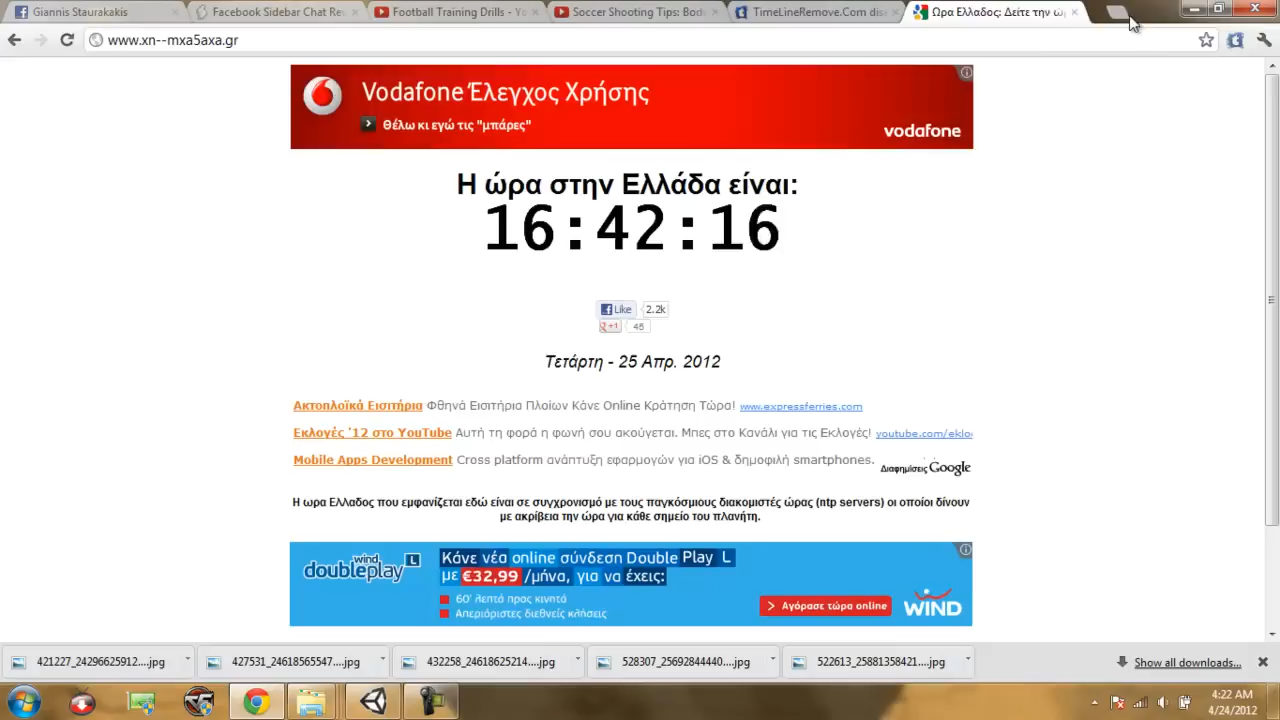 Giannis Staurakakis
Facebook Sidebar Chat Rev
Football Training Drills - Yo
Soccer Shooting Tips: Body
TimeLineRemove.Com dis
Ωρα Ελλαδος: Δείτε την ώρ
www.xn--mxa5axa.gr
Vodafone Έλεγχος Χρήσης
Θέλω κι εγώ τις "μπάρες"
vodafone
Η ώρα στην Ελλάδα είναι:
16:42:16
Like 2.2k
+1 46
Τετάρτη - 25 Απρ. 2012
Ακτοπλοϊκά Εισιτήρια Φθηνά Εισιτήρια Πλοίων Κάνε Online Κράτηση Τώρα! www.expressferries.com
Εκλογές '12 στο YouTube Αυτή τη φορά η φωνή σου ακούγεται. Μπες στο Κανάλι για τις Εκλογές! youtube.com/eklo
Mobile Apps Development Cross platform ανάπτυξη εφαρμογών για iOS & δημοφιλή smartphones.
Διαφημίσεις Google
Η ωρα Ελλαδος που εμφανίζεται εδώ είναι σε συγχρονισμό με τους παγκόσμιους διακομιστές ώρας (ntp servers) οι οποίοι δίνουν
με ακρίβεια την ώρα για κάθε σημείο του πλανήτη.
wind
doubleplay L
Κάνε νέα online σύνδεση Double Play L
με €32,99 /μήνα, για να έχεις:
60' λεπτά προς κινητά
Απεριόριστες διεθνείς κλήσεις
Αγόρασε τώρα online
WIND
421227_24296625912....jpg
427531_24618565547....jpg
432258_24618625214....jpg
528307_25692844440....jpg
522613_25881358421....jpg
Show all downloads...
4:22 AM
4/24/2012